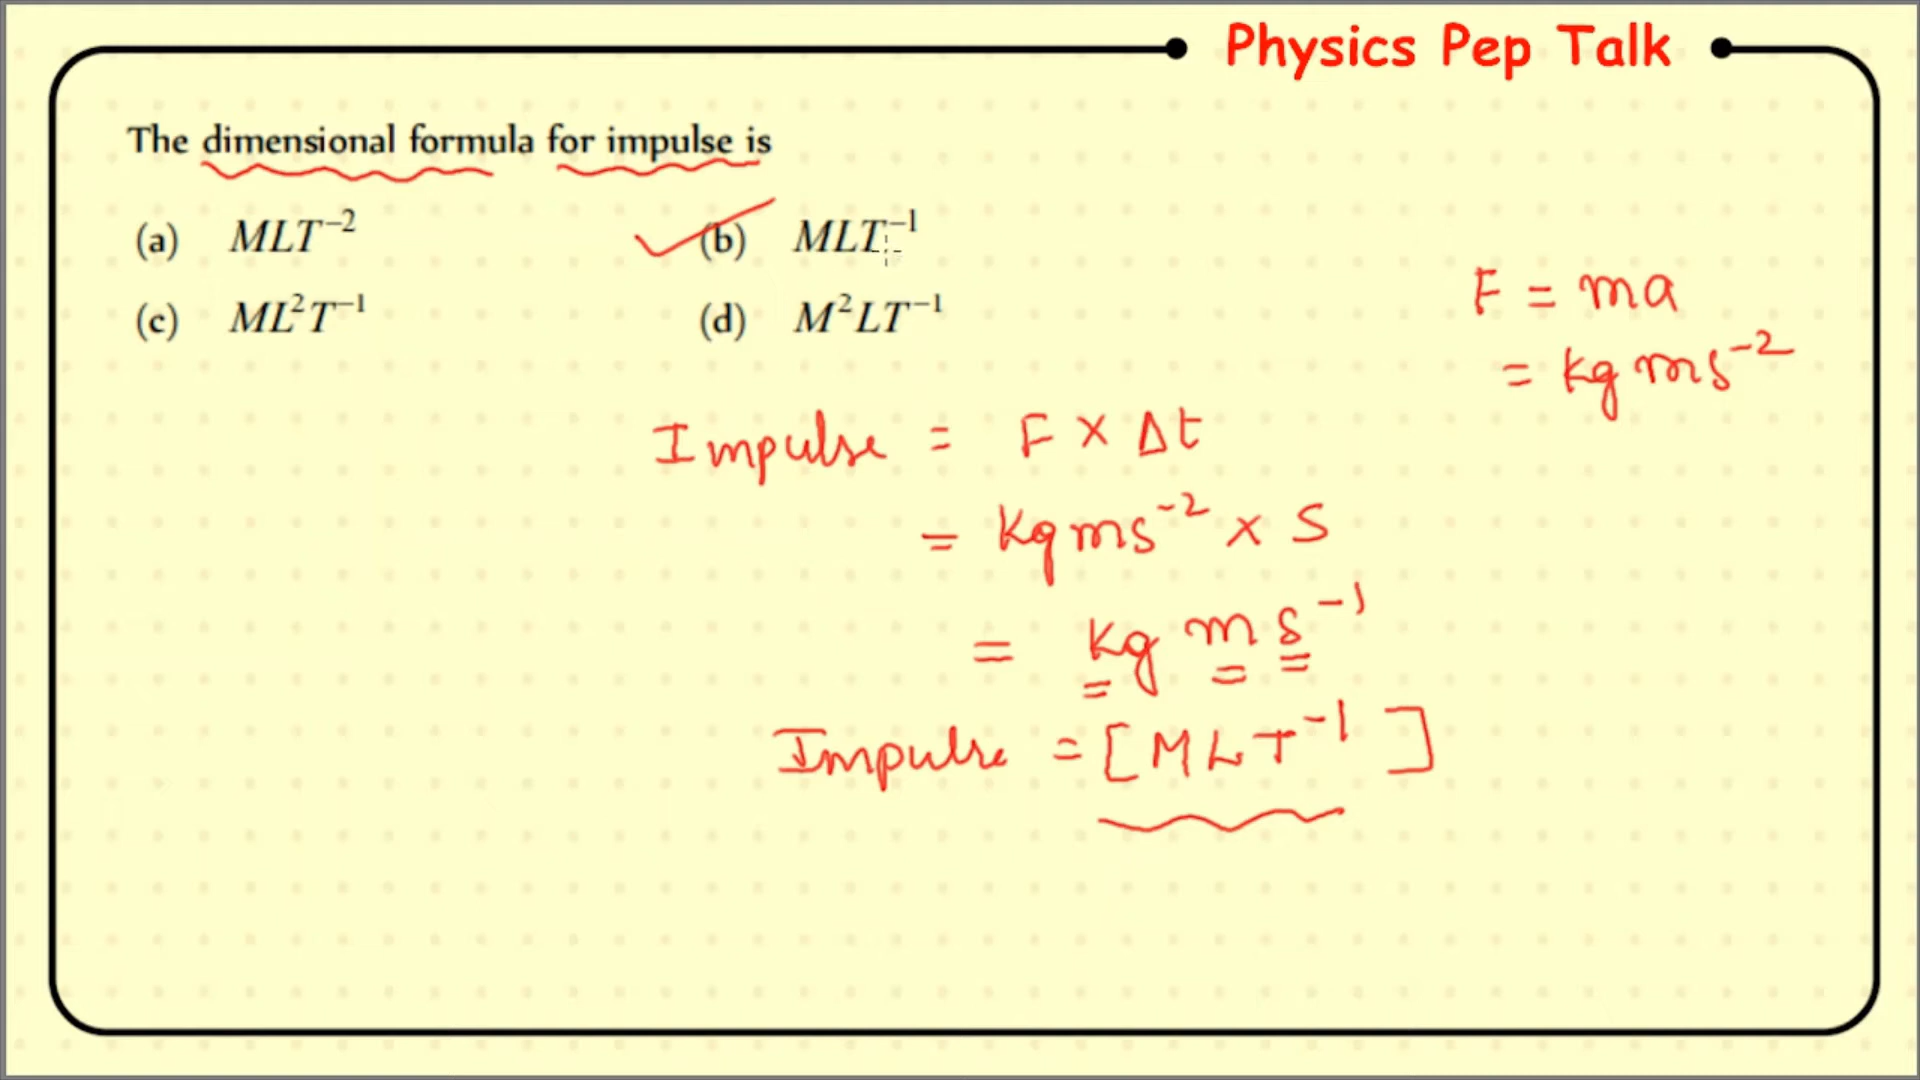 Physics Pep Talk
The dimensional formula for impulse is
(a) MLT⁻² (b) MLT⁻¹
(c) ML²T⁻¹ (d) M²LT⁻¹
F = ma
= kg ms⁻²
Impulse = F × Δt
= kg ms⁻² × s
= kg m s⁻¹
Impulse = [MLT⁻¹]